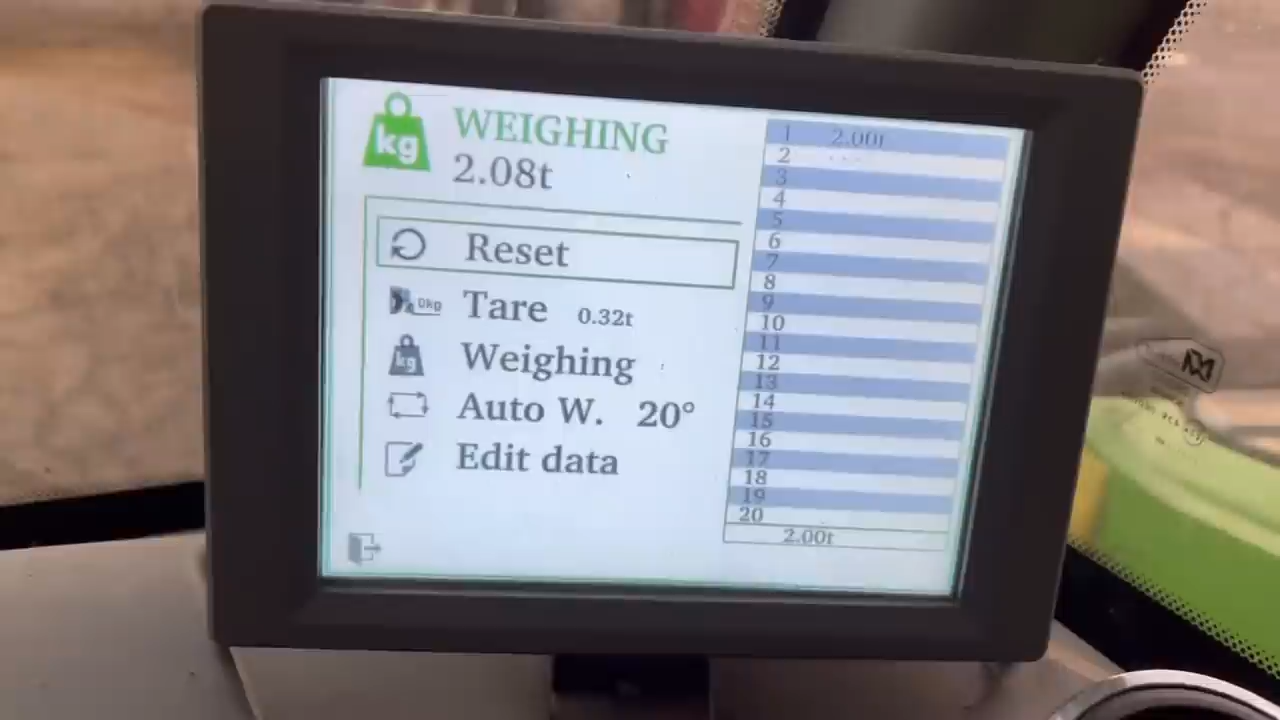 kg
WEIGHING
2.08t
Reset
0kg
Tare 0.32t
kg
Weighing
Auto W. 20°
Edit data
1 2.00t
2 ...
3
4
5
6
7
8
9
10
11
12
13
14
15
16
17
18
19
20
2.00t